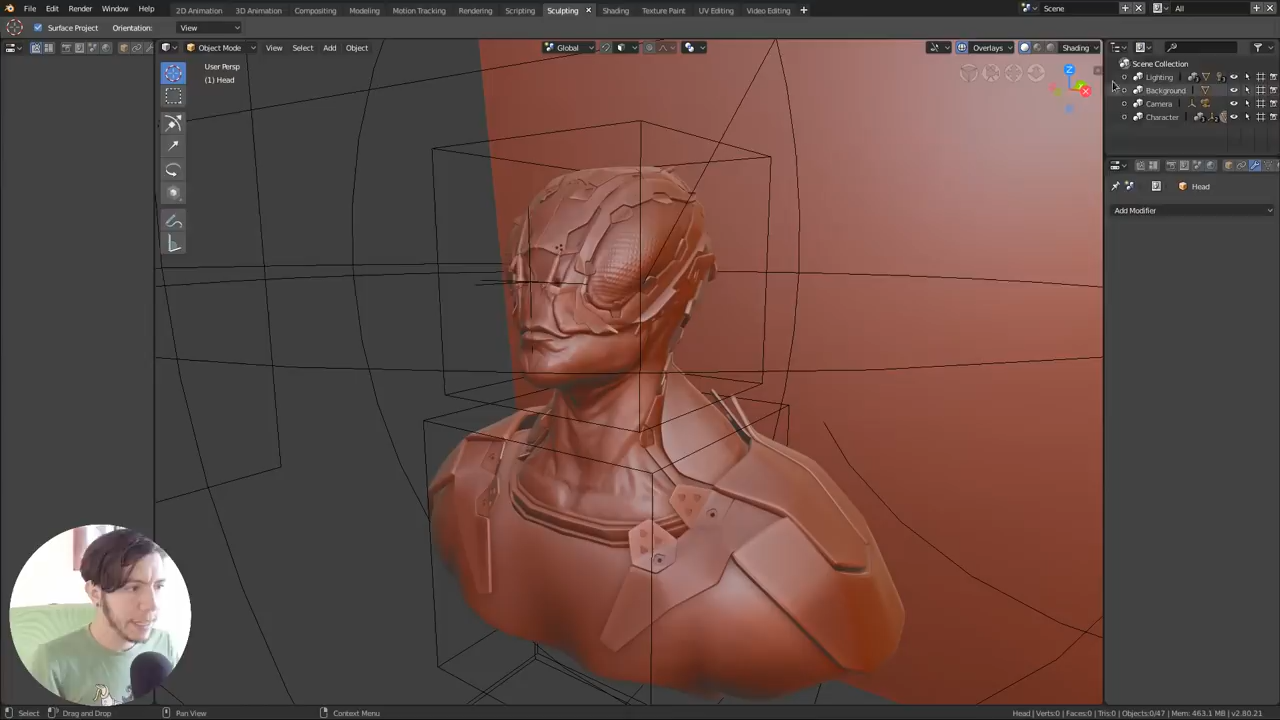 File Edit Render Window Help 2D Animation 3D Animation Compositing Modeling Motion Tracking Rendering Scripting Sculpting Shading Texture Paint UV Editing Video Editing Scene All
Surface Project Orientation: View
Object Mode View Select Add Object Global Overlays Shading
User Persp
(1) Head
Z
X
Scene Collection
Lighting
Background
Camera
Character
Head
Add Modifier
Select Drag and Drop Pan View Context Menu Head | Verts:0 | Faces:0 | Tris:0 | Objects:0/47 | Mem: 463.1 MB | v2.80.21